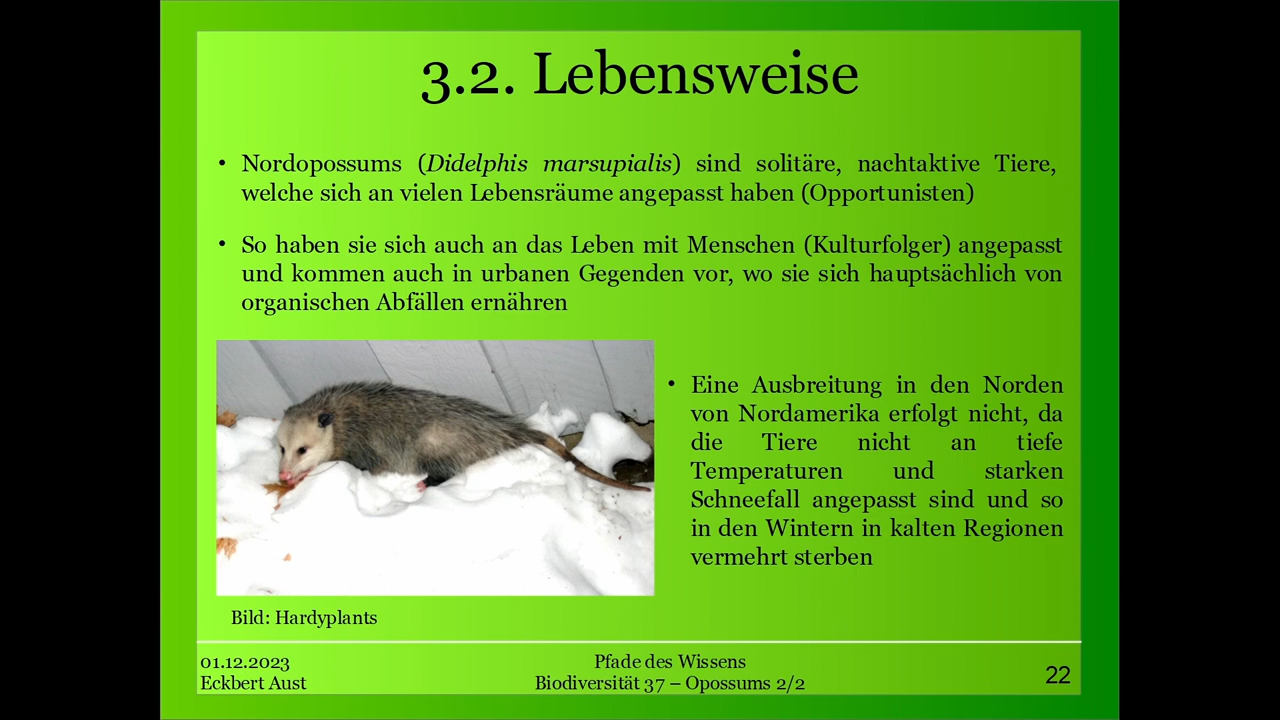 3.2. Lebensweise
• Nordopossums (Didelphis marsupialis) sind solitäre, nachtaktive Tiere,
welche sich an vielen Lebensräume angepasst haben (Opportunisten)
• So haben sie sich auch an das Leben mit Menschen (Kulturfolger) angepasst
und kommen auch in urbanen Gegenden vor, wo sie sich hauptsächlich von
organischen Abfällen ernähren
• Eine Ausbreitung in den Norden
von Nordamerika erfolgt nicht, da
die Tiere nicht an tiefe
Temperaturen und starken
Schneefall angepasst sind und so
in den Wintern in kalten Regionen
vermehrt sterben
Bild: Hardyplants
01.12.2023
Eckbert Aust
Pfade des Wissens
Biodiversität 37 – Opossums 2/2
22